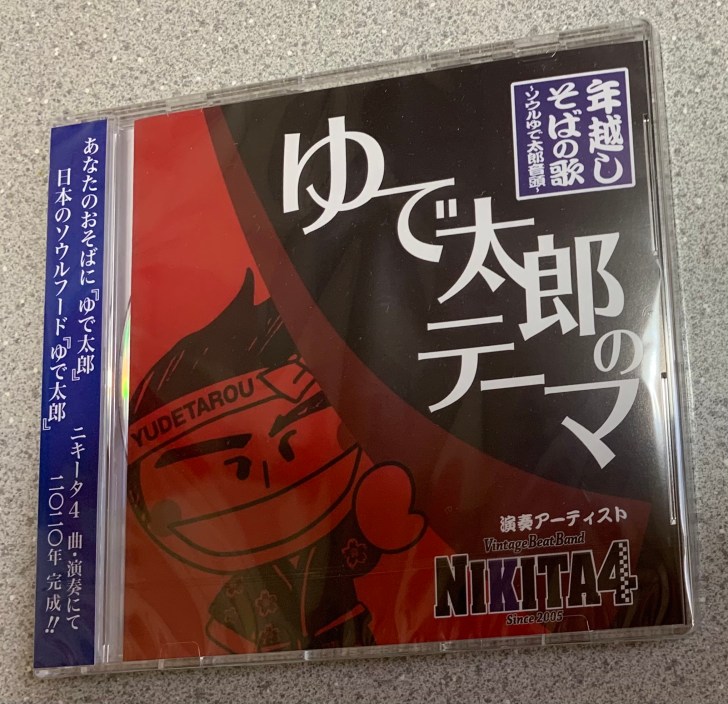 あなたのおそばに『ゆで太郎』
日本のソウルフード『ゆで太郎』
ニキータ4 曲・演奏にて
二〇二〇年 完成!!
年越し
そばの歌
~ソウルゆで太郎音頭~
ゆで太郎の
テーマ
YUDETAROU
演奏アーティスト
Vintage Beat Band
NIKITA4
Since 2005